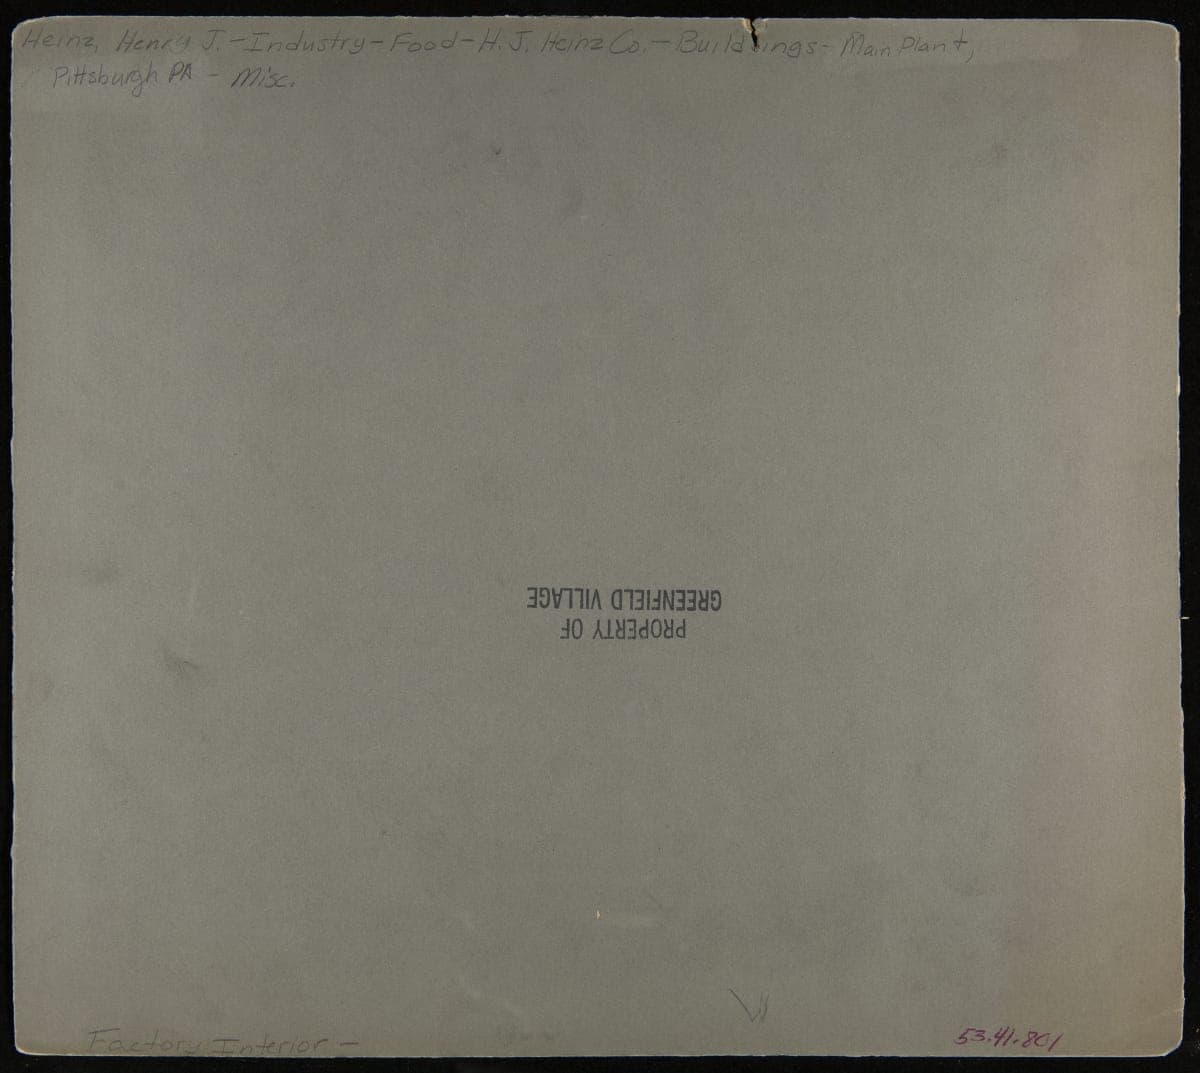 Heinz, Henry J. - Industry - Food - H. J. Heinz Co. - Buildings - Main Plant,
Pittsburgh PA - Misc.
PROPERTY OF
GREENFIELD VILLAGE
Factory Interior -
53.41.801